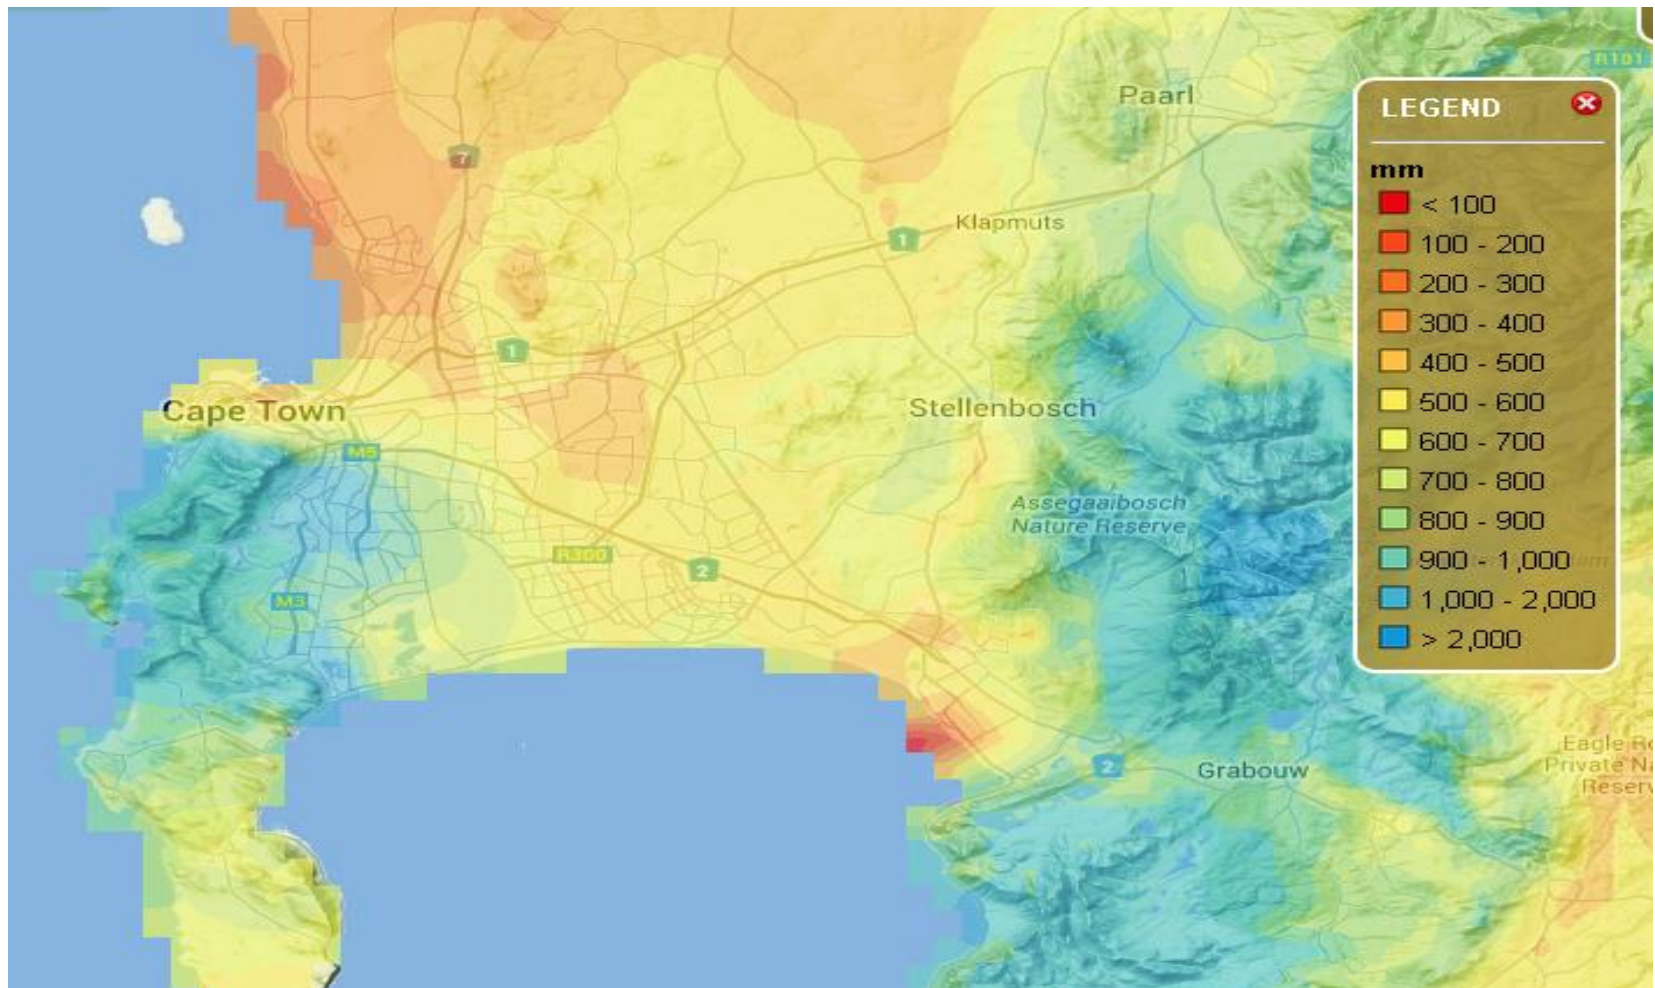 R101
Paarl
LEGEND
mm
< 100
100 - 200
200 - 300
300 - 400
400 - 500
500 - 600
600 - 700
700 - 800
800 - 900
900 - 1,000
1,000 - 2,000
> 2,000
7
Klapmuts
1
1
Cape Town
Stellenbosch
M5
Assegaaibosch
Nature Reserve
R300
2
M3
2
Grabouw
Eagle Ro
Private Na
Reserv